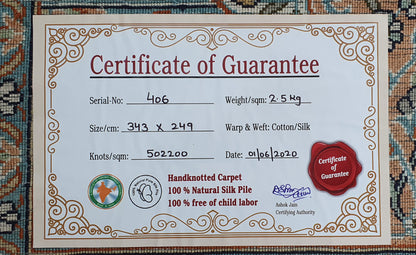 Certificate of Guarantee
Serial-No: 406 Weight/sqm: 2.5 Kg
Size/cm: 343 x 249 Warp & Weft: Cotton/Silk
Knots/sqm: 502200 Date: 01/06/2020
Handknotted Carpet
100 % Natural Silk Pile
100 % free of child labor
Ashok Jain
Certifying Authority
Certificate
of
Guarantee